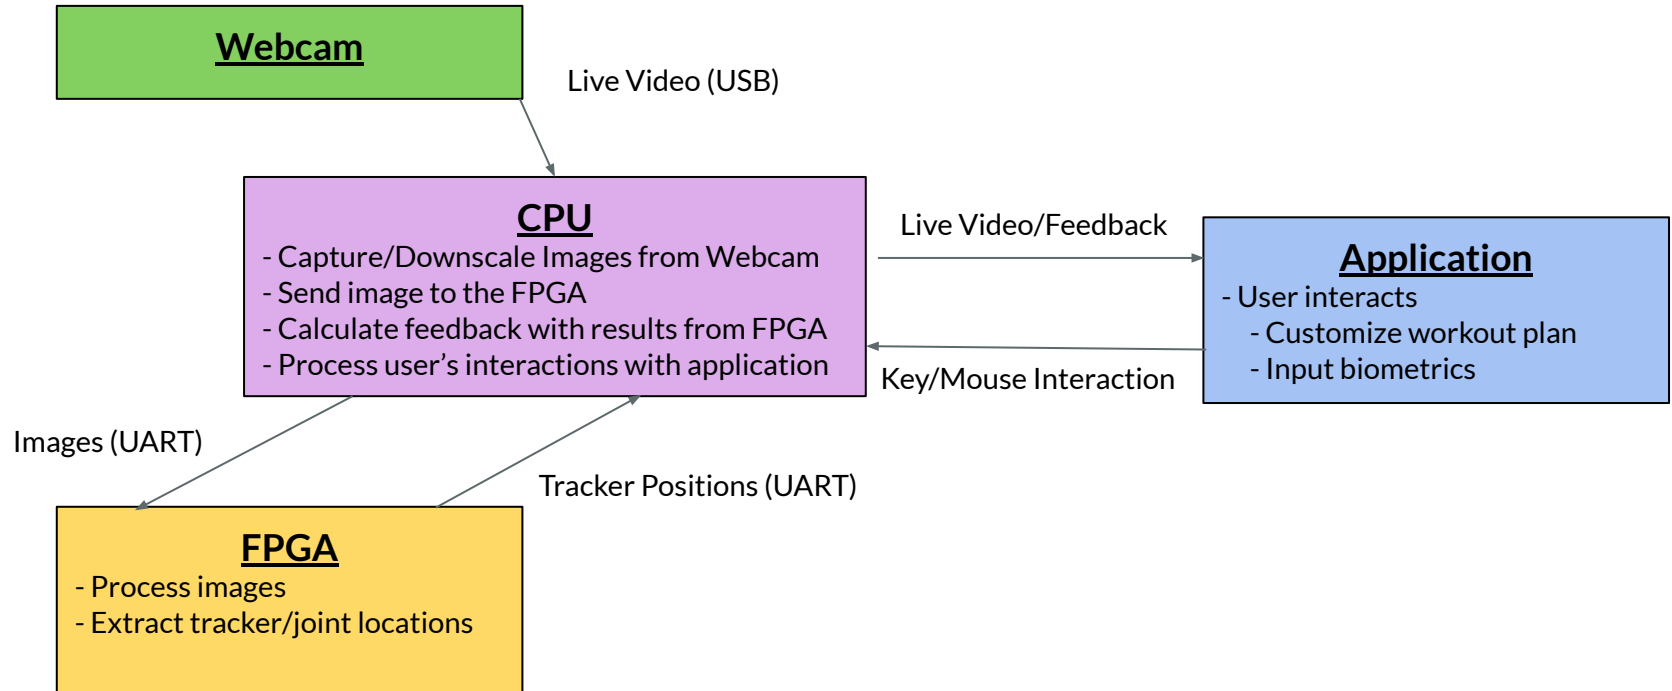 Webcam
Live Video (USB)
CPU
- Capture/Downscale Images from Webcam
- Send image to the FPGA
- Calculate feedback with results from FPGA
- Process user's interactions with application
Live Video/Feedback
Key/Mouse Interaction
Application
- User interacts
- Customize workout plan
- Input biometrics
Images (UART)
Tracker Positions (UART)
FPGA
- Process images
- Extract tracker/joint locations